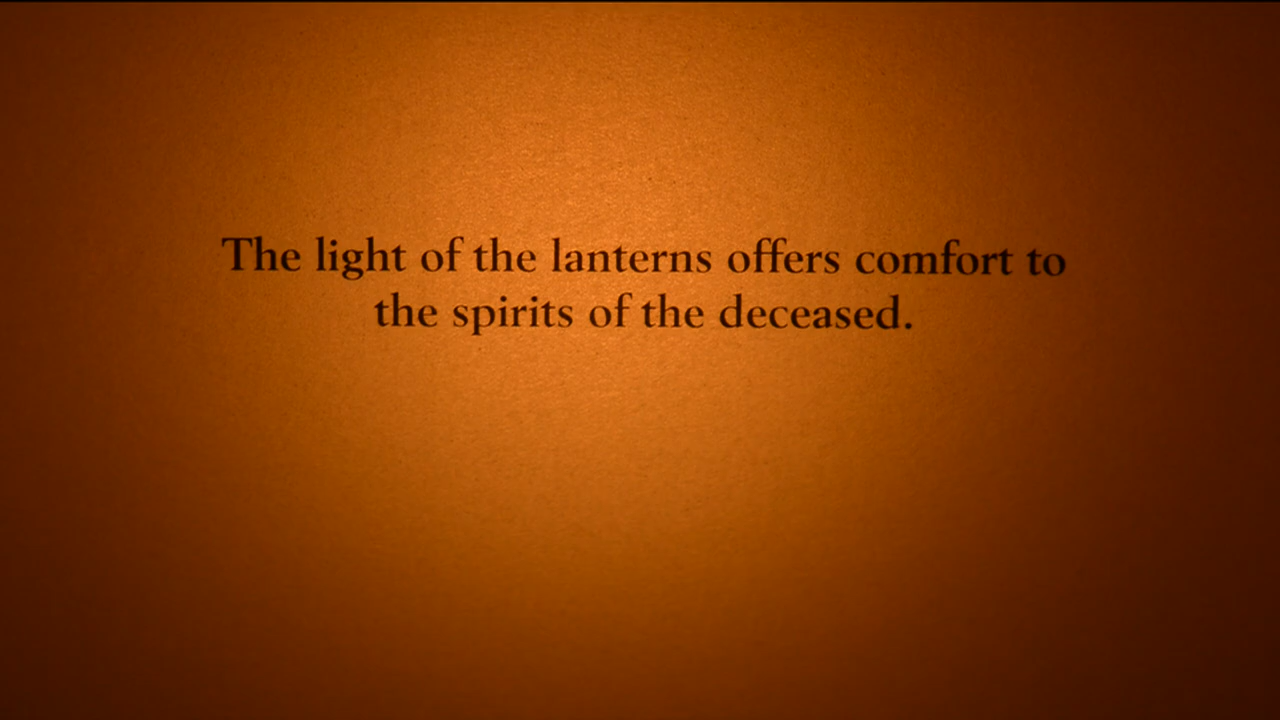 The light of the lanterns offers comfort to
the spirits of the deceased.